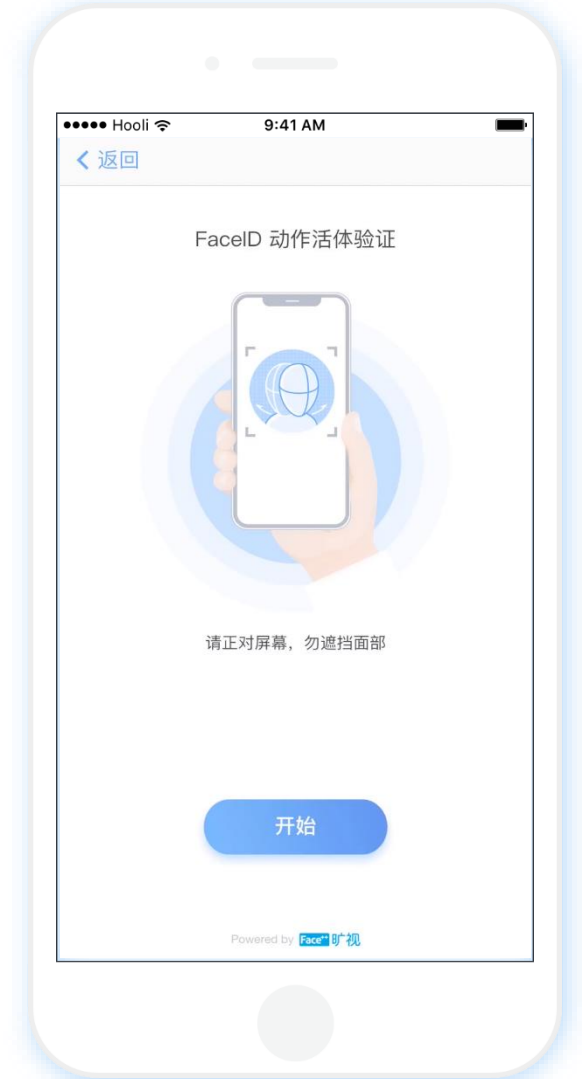 Hooli
9:41 AM
返回
FaceID 动作活体验证
请正对屏幕，勿遮挡面部
开始
Powered by Face++ 旷视